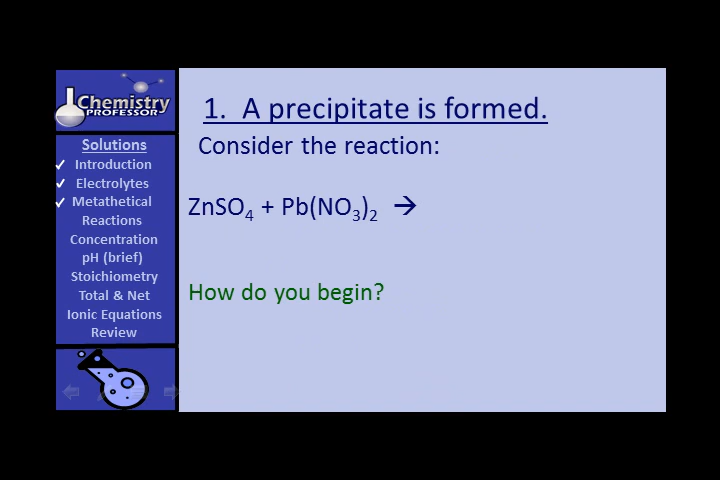 Chemistry
PROFESSOR
Solutions
✓ Introduction
✓ Electrolytes
✓ Metathetical
Reactions
Concentration
pH (brief)
Stoichiometry
Total & Net
Ionic Equations
Review
1. A precipitate is formed.
Consider the reaction:
ZnSO₄ + Pb(NO₃)₂ →
How do you begin?